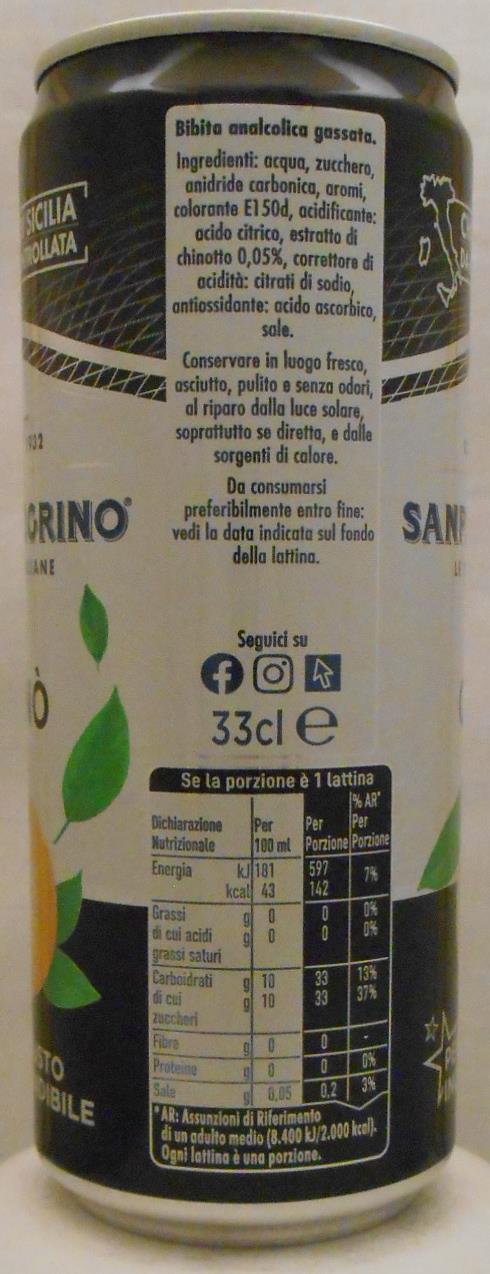 Bibita analcolica gassata.
Ingredienti: acqua, zucchero,
anidride carbonica, aromi,
colorante E150d, acidificante:
acido citrico, estratto di
chinotto 0,05%, correttore di
acidità: citrati di sodio,
antiossidante: acido ascorbico,
sale.
Conservare in luogo fresco,
asciutto, pulito e senza odori,
al riparo dalla luce solare,
soprattutto se diretta, e dalle
sorgenti di calore.
Da consumarsi
preferibilmente entro fine:
vedi la data indicata sul fondo
della lattina.
SICILIA
ROLLATA
GRINO®
IANE
Ò
STO
DIBILE
SANP
Seguici su
33cl e
Se la porzione è 1 lattina
% AR*
Dichiarazione Per Per Per
Nutrizionale 100 ml Porzione Porzione
Energia kJ 181 597 7%
kcal 43 142
Grassi g 0 0 0%
di cui acidi g 0 0 0%
grassi saturi
Carboidrati g 10 33 13%
di cui g 10 33 37%
zuccheri
Fibre g 0 0 -
Proteine g 0 0 0%
Sale g 0,05 0,2 3%
*AR: Assunzioni di Riferimento
di un adulto medio (8.400 kJ/2.000 kcal).
Ogni lattina è una porzione.